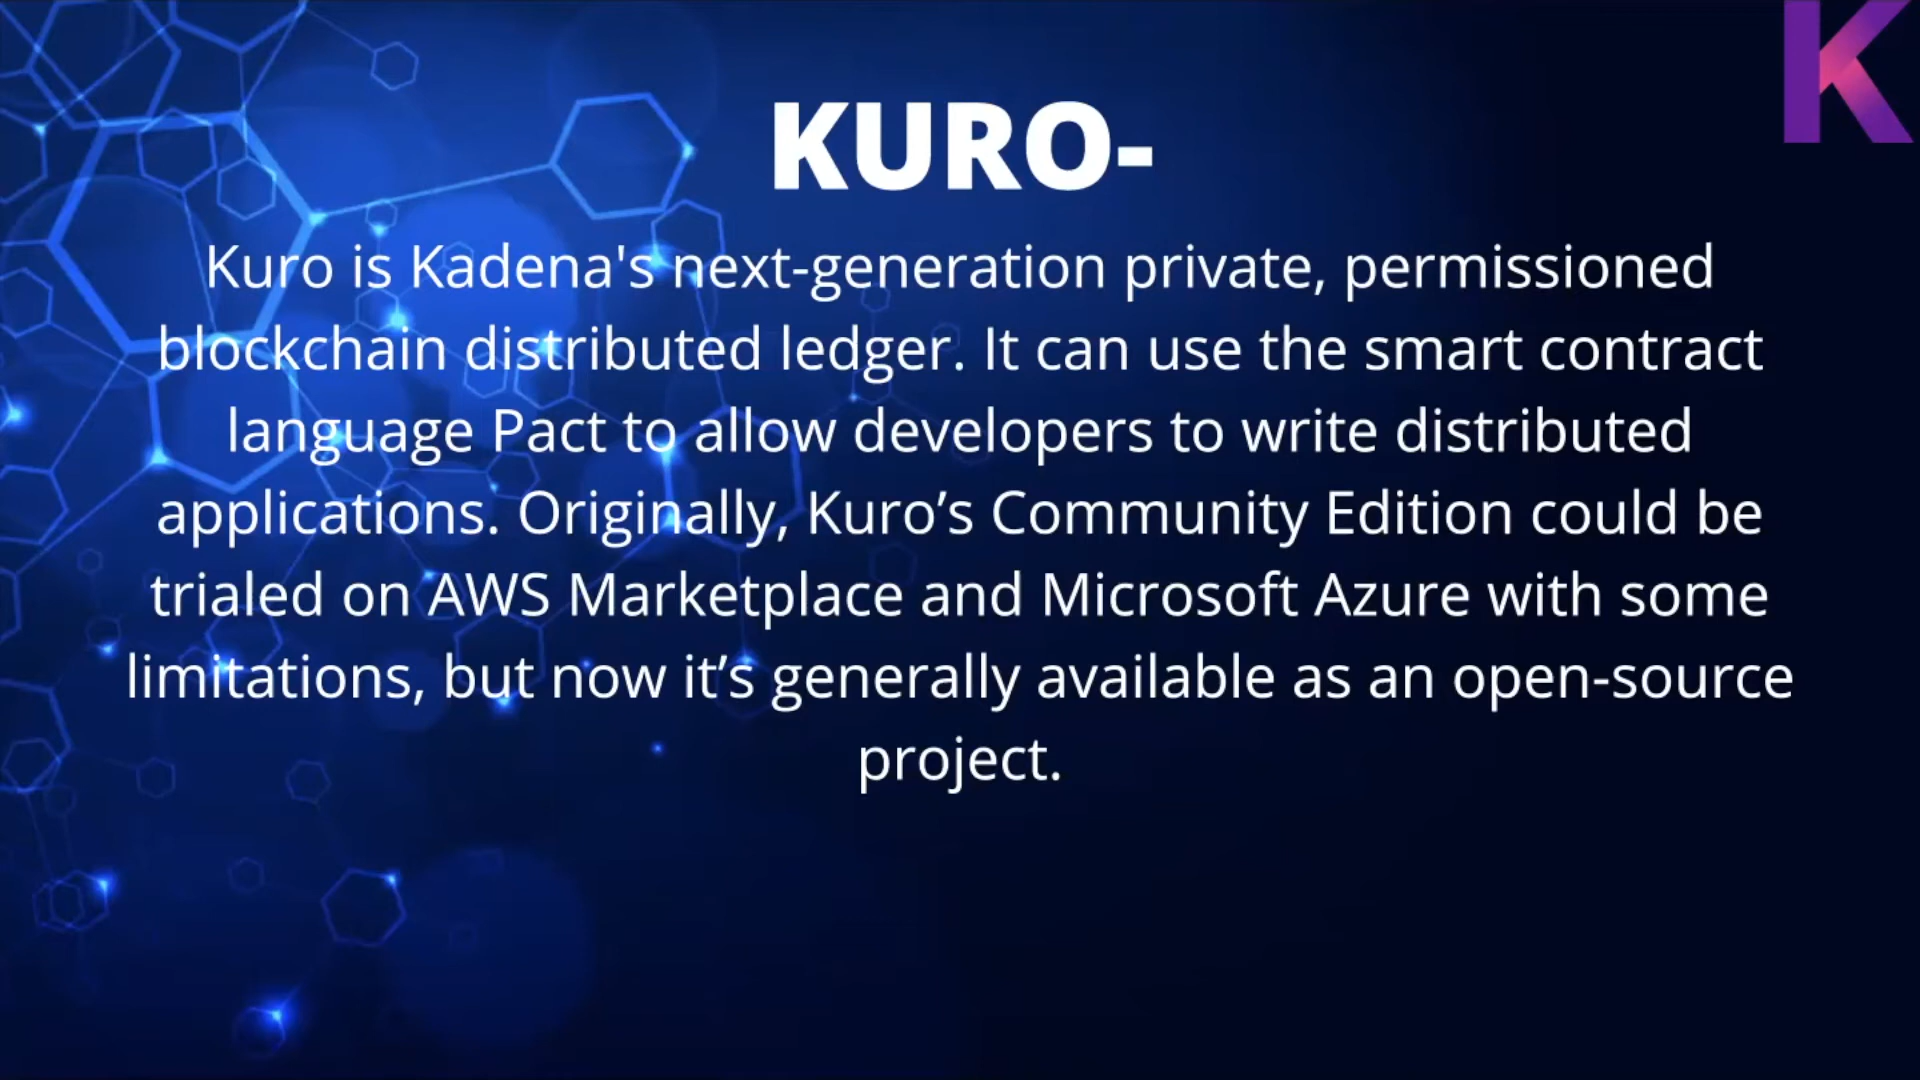 K
KURO-
Kuro is Kadena's next-generation private, permissioned
blockchain distributed ledger. It can use the smart contract
language Pact to allow developers to write distributed
applications. Originally, Kuro’s Community Edition could be
trialed on AWS Marketplace and Microsoft Azure with some
limitations, but now it’s generally available as an open-source
project.